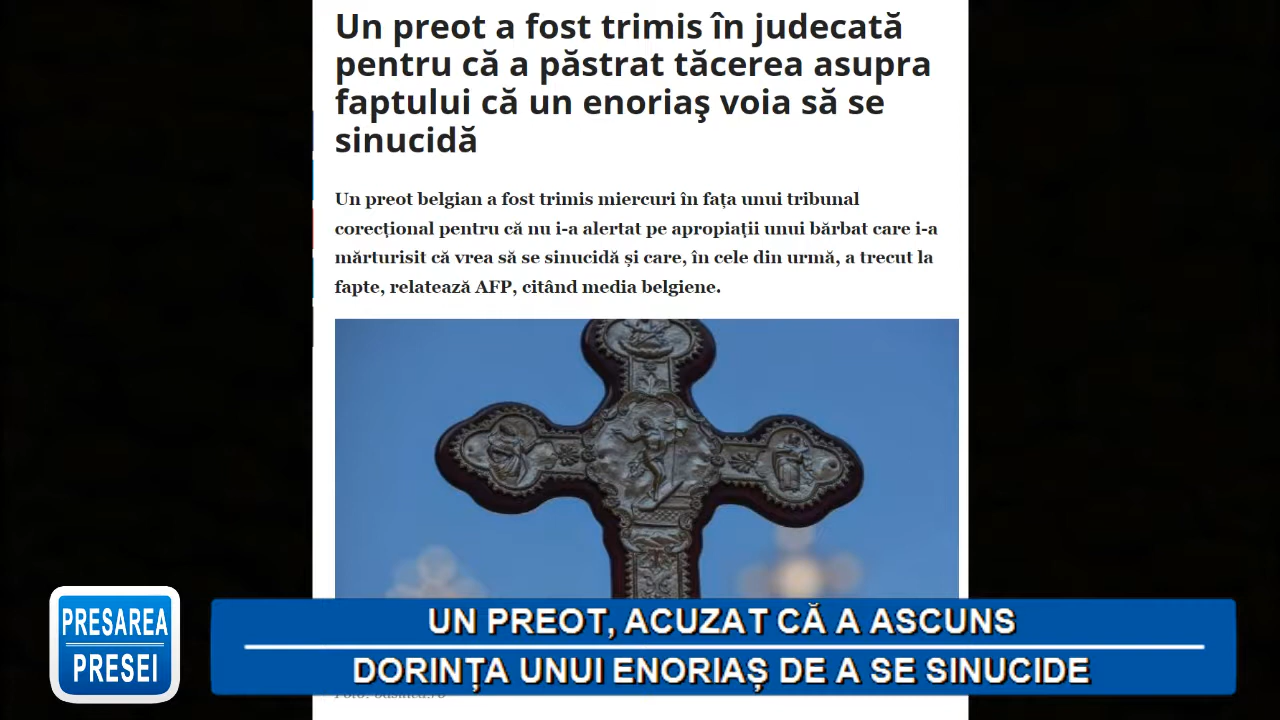 Un preot a fost trimis în judecată
pentru că a păstrat tăcerea asupra
faptului că un enoriaş voia să se
sinucidă
Un preot belgian a fost trimis miercuri în fața unui tribunal
corecțional pentru că nu i-a alertat pe apropiații unui bărbat care i-a
mărturisit că vrea să se sinucidă și care, în cele din urmă, a trecut la
fapte, relatează AFP, citând media belgiene.
PRESAREA
PRESEI
UN PREOT, ACUZAT CĂ A ASCUNS
DORINȚA UNUI ENORIAȘ DE A SE SINUCIDE